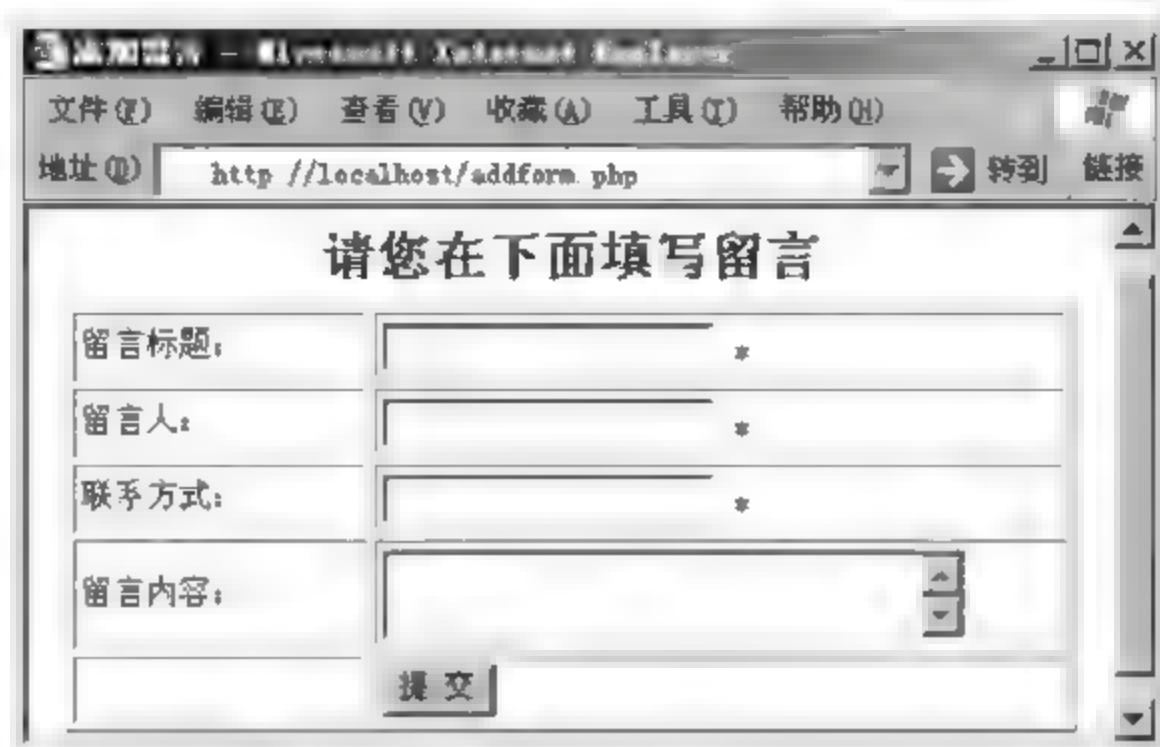 文件(F) 编辑(E) 查看(V) 收藏(A) 工具(T) 帮助(H)
地址(D) http //localhost/addform.php 转到 链接
请您在下面填写留言
留言标题: *
留言人: *
联系方式: *
留言内容:
提交